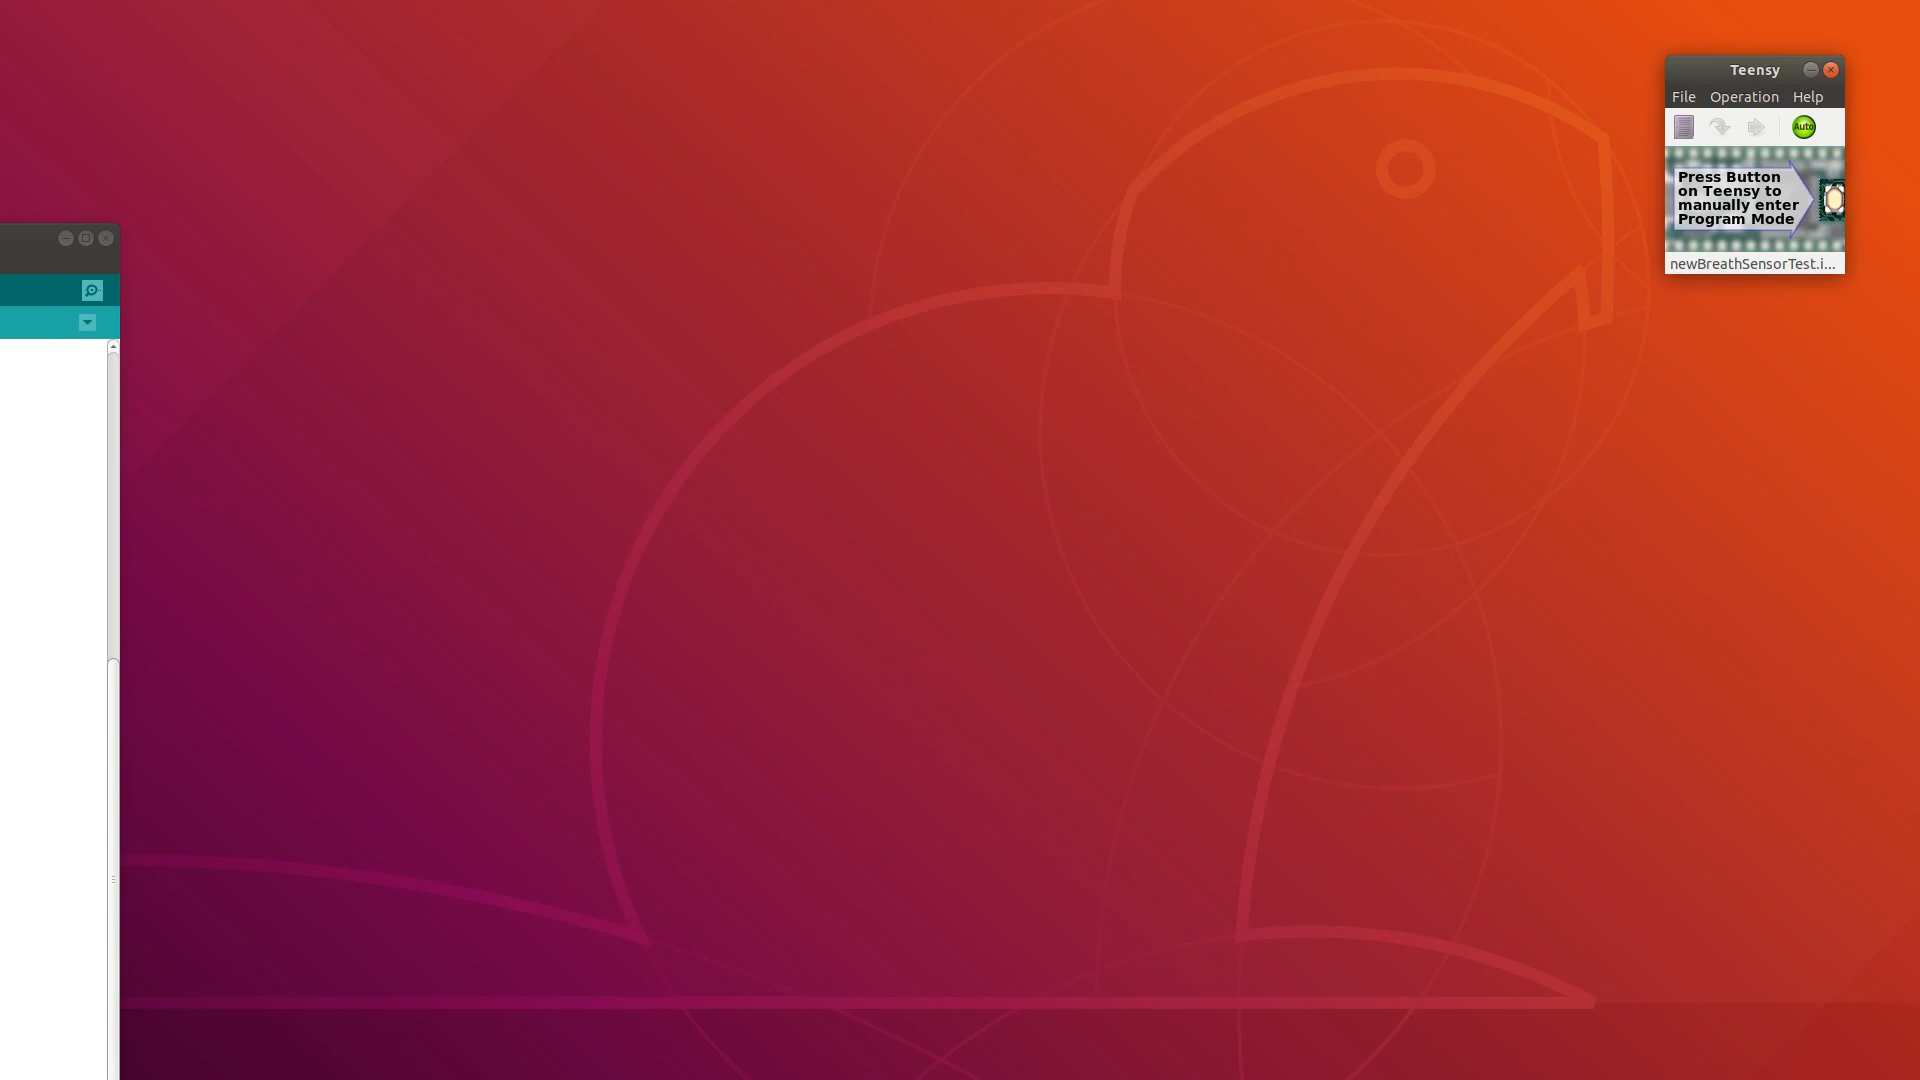 Teensy
File Operation Help
Auto
Press Button
on Teensy to
manually enter
Program Mode
newBreathSensorTest.i...